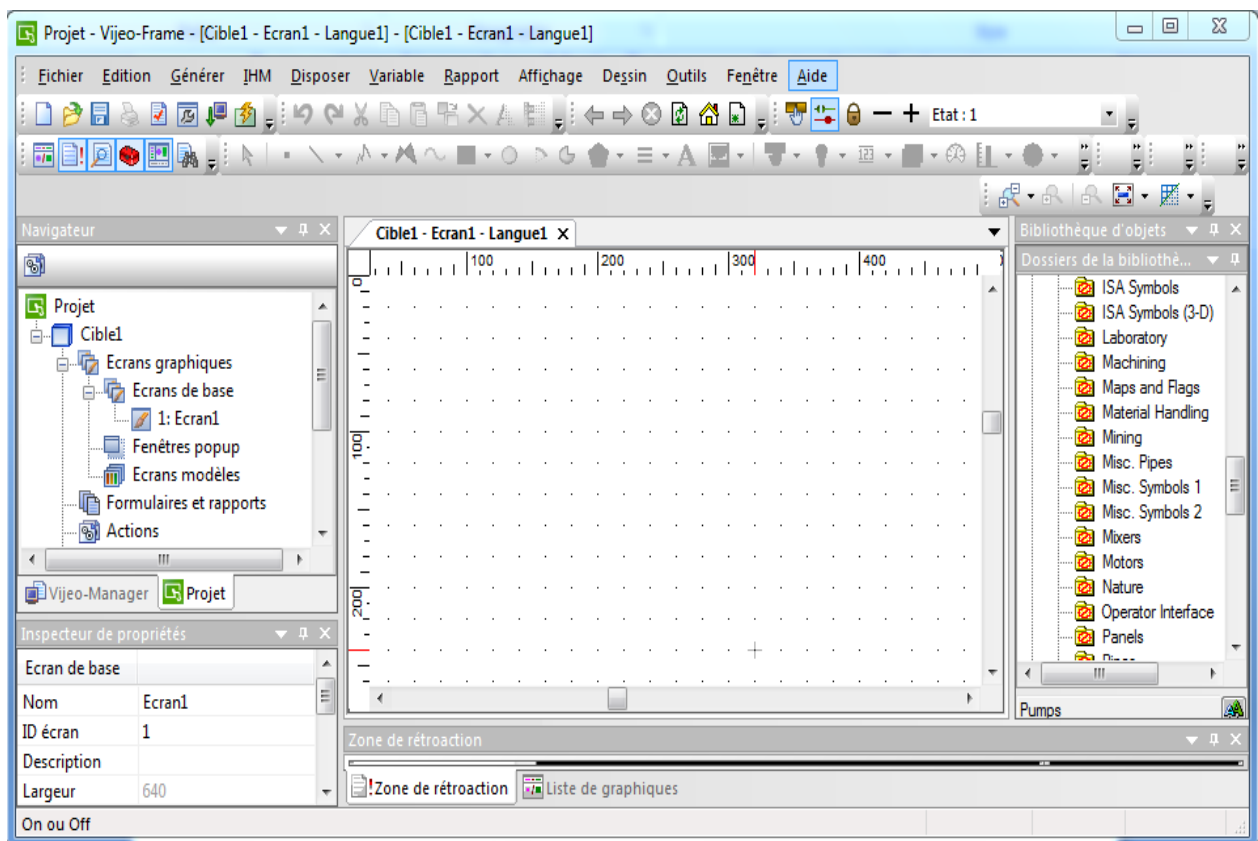 Projet - Vijeo-Frame - [Cible1 - Ecran1 - Langue1] - [Cible1 - Ecran1 - Langue1]
Fichier Edition Générer IHM Disposer Variable Rapport Affichage Dessin Outils Fenêtre Aide
Etat : 1
123
Navigateur
Projet
Cible1
Ecrans graphiques
Ecrans de base
1: Ecran1
Fenêtres popup
Ecrans modèles
Formulaires et rapports
Actions
Vijeo-Manager Projet
Inspecteur de propriétés
Ecran de base
Nom Ecran1
ID écran 1
Description
Largeur 640
Cible1 - Ecran1 - Langue1 X
100 200 300 400
0
100
200
Zone de rétroaction
Zone de rétroaction Liste de graphiques
Bibliothèque d'objets
Dossiers de la bibliothè...
ISA Symbols
ISA Symbols (3-D)
Laboratory
Machining
Maps and Flags
Material Handling
Mining
Misc. Pipes
Misc. Symbols 1
Misc. Symbols 2
Mixers
Motors
Nature
Operator Interface
Panels
Pumps
On ou Off